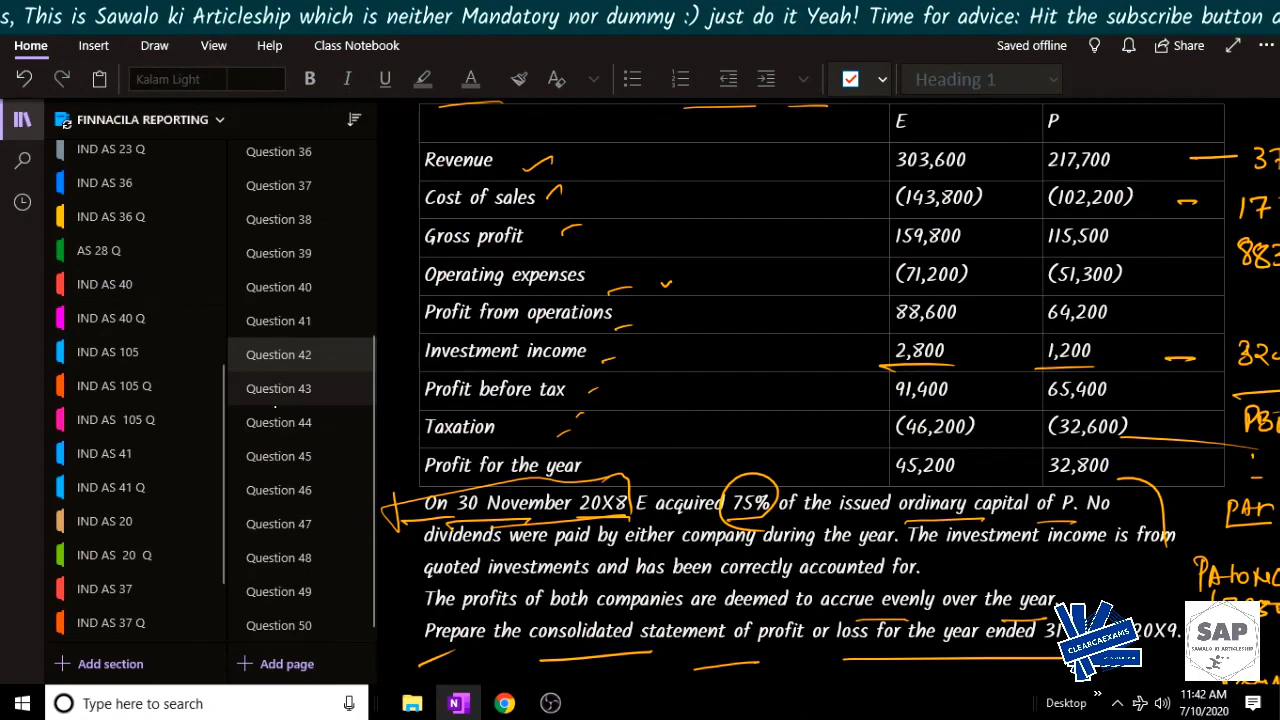 s, This is Sawalo ki Articleship which is neither Mandatory nor dummy :) just do it Yeah! Time for advice: Hit the subscribe button a
Home Insert Draw View Help Class Notebook Saved offline Share
Kalam Light B I U A Heading 1
FINNACILA REPORTING
IND AS 23 Q
IND AS 36
IND AS 36 Q
AS 28 Q
IND AS 40
IND AS 40 Q
IND AS 105
IND AS 105 Q
IND AS 105 Q
IND AS 41
IND AS 41 Q
IND AS 20
IND AS 20 Q
IND AS 37
IND AS 37 Q
Add section
Question 36
Question 37
Question 38
Question 39
Question 40
Question 41
Question 42
Question 43
Question 44
Question 45
Question 46
Question 47
Question 48
Question 49
Question 50
Add page
E P
Revenue 303,600 217,700 37
Cost of sales (143,800) (102,200) 17
Gross profit 159,800 115,500 883
Operating expenses (71,200) (51,300)
Profit from operations 88,600 64,200
Investment income 2,800 1,200 320
Profit before tax 91,400 65,400
Taxation (46,200) (32,600) PB
Profit for the year 45,200 32,800
On 30 November 20X8 E acquired 75% of the issued ordinary capital of P. No
dividends were paid by either company during the year. The investment income is from
quoted investments and has been correctly accounted for.
The profits of both companies are deemed to accrue evenly over the year.
Prepare the consolidated statement of profit or loss for the year ended 31 20X9.
PAT
CLEARCAEXAMS
SAP
SAWALO KI ARTICLESHIP
Type here to search
Desktop
11:42 AM
7/10/2020